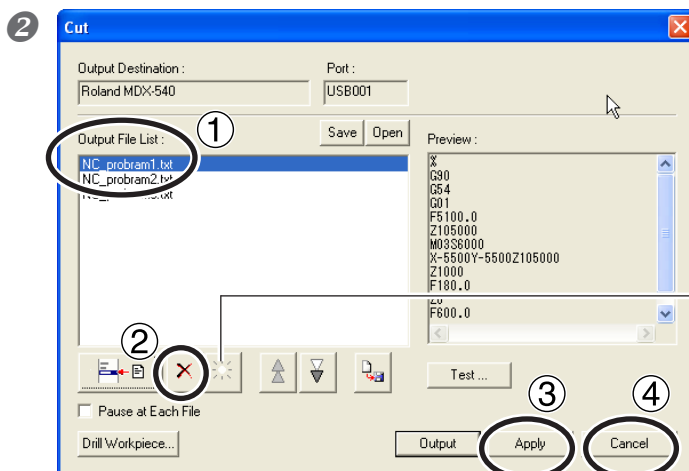 2
Cut
Output Destination :
Port :
Roland MDX-540
USB001
1
Output File List :
Save
Open
Preview :
NC_probram1.txt
NC_probram2.txt
%
G90
G54
G01
F5100.0
Z105000
M03S6000
X-5500Y-5500Z105000
Z1000
F180.0
Z0
F600.0
2
Test ...
3
4
Pause at Each File
Drill Workpiece...
Output
Apply
Cancel